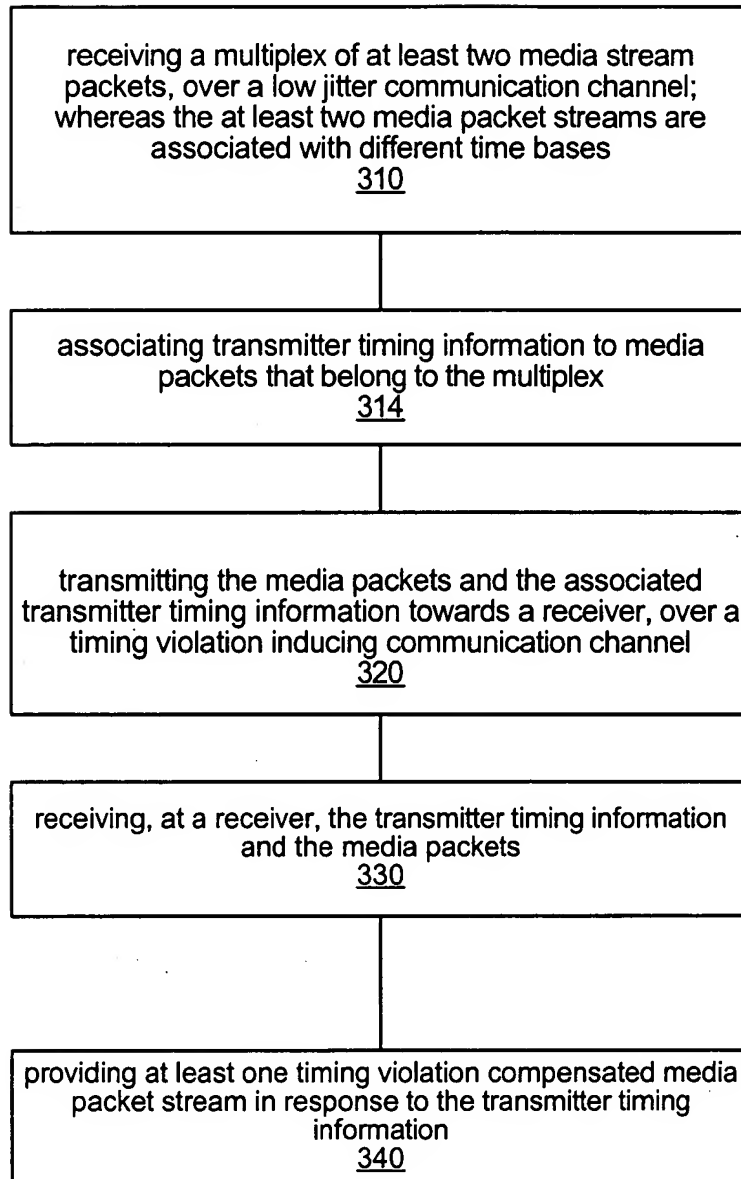 receiving a multiplex of at least two media stream
packets, over a low jitter communication channel;
whereas the at least two media packet streams are
associated with different time bases
310
associating transmitter timing information to media
packets that belong to the multiplex
314
transmitting the media packets and the associated
transmitter timing information towards a receiver, over a
timing violation inducing communication channel
320
receiving, at a receiver, the transmitter timing information
and the media packets
330
providing at least one timing violation compensated media
packet stream in response to the transmitter timing
information
340